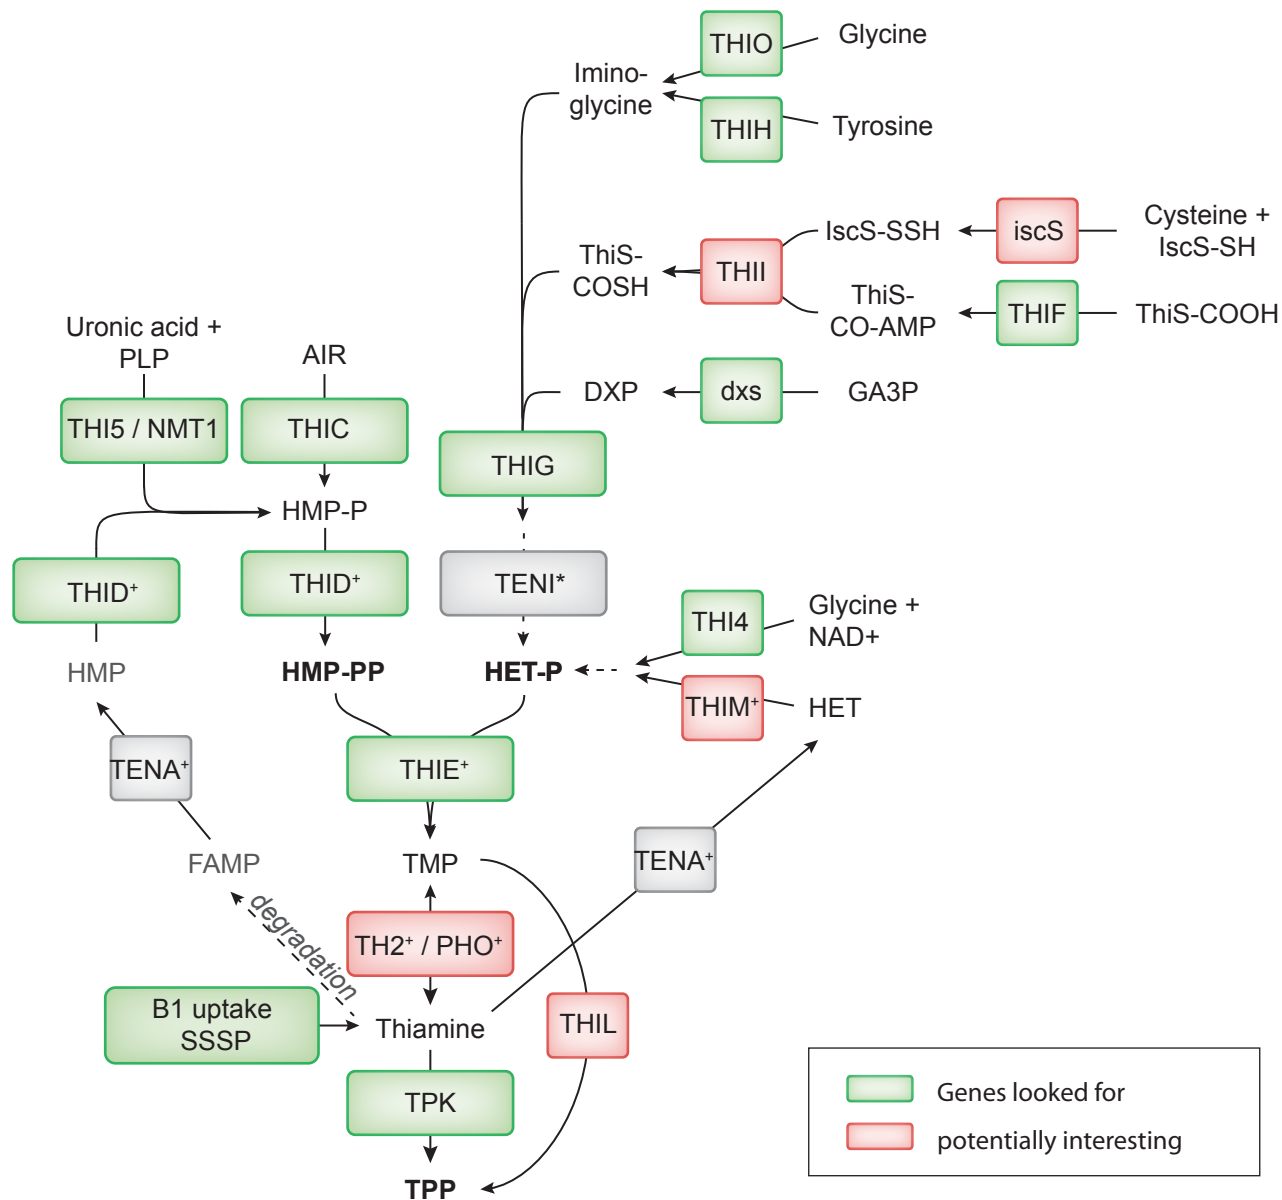 THIO
Glycine
Imino-
glycine
THIH
Tyrosine
IscS-SSH
iscS
Cysteine +
IscS-SH
ThiS-
COSH
THII
ThiS-
CO-AMP
THIF
ThiS-COOH
Uronic acid +
PLP
AIR
DXP
dxs
GA3P
THI5 / NMT1
THIC
THIG
HMP-P
THID+
THID+
TENI*
THI4
Glycine +
NAD+
HMP
HMP-PP
HET-P
THIM+
HET
TENA+
THIE+
FAMP
TMP
TENA+
degradation
TH2+ / PHO+
B1 uptake
SSSP
Thiamine
THIL
TPK
TPP
Genes looked for
potentially interesting